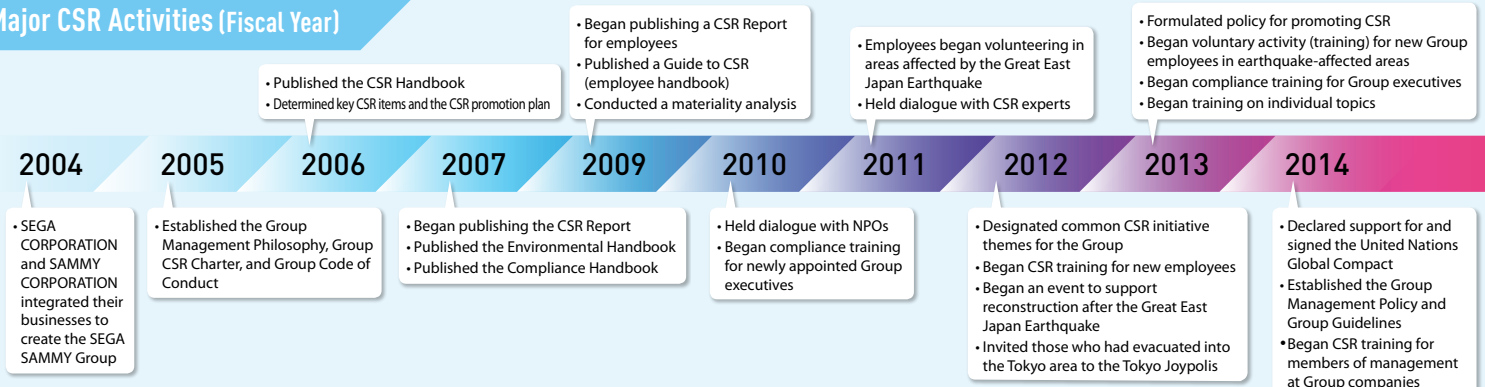 Major CSR Activities (Fiscal Year)
• Published the CSR Handbook
• Determined key CSR items and the CSR promotion plan
• Began publishing a CSR Report
for employees
• Published a Guide to CSR
(employee handbook)
• Conducted a materiality analysis
• Employees began volunteering in
areas affected by the Great East
Japan Earthquake
• Held dialogue with CSR experts
• Formulated policy for promoting CSR
• Began voluntary activity (training) for new Group
employees in earthquake-affected areas
• Began compliance training for Group executives
• Began training on individual topics
2004 2005 2006 2007 2009 2010 2011 2012 2013 2014
• SEGA
CORPORATION
and SAMMY
CORPORATION
integrated their
businesses to
create the SEGA
SAMMY Group
• Established the Group
Management Philosophy, Group
CSR Charter, and Group Code of
Conduct
• Began publishing the CSR Report
• Published the Environmental Handbook
• Published the Compliance Handbook
• Held dialogue with NPOs
• Began compliance training
for newly appointed Group
executives
• Designated common CSR initiative
themes for the Group
• Began CSR training for new employees
• Began an event to support
reconstruction after the Great East
Japan Earthquake
• Invited those who had evacuated into
the Tokyo area to the Tokyo Joypolis
• Declared support for and
signed the United Nations
Global Compact
• Established the Group
Management Policy and
Group Guidelines
• Began CSR training for
members of management
at Group companies